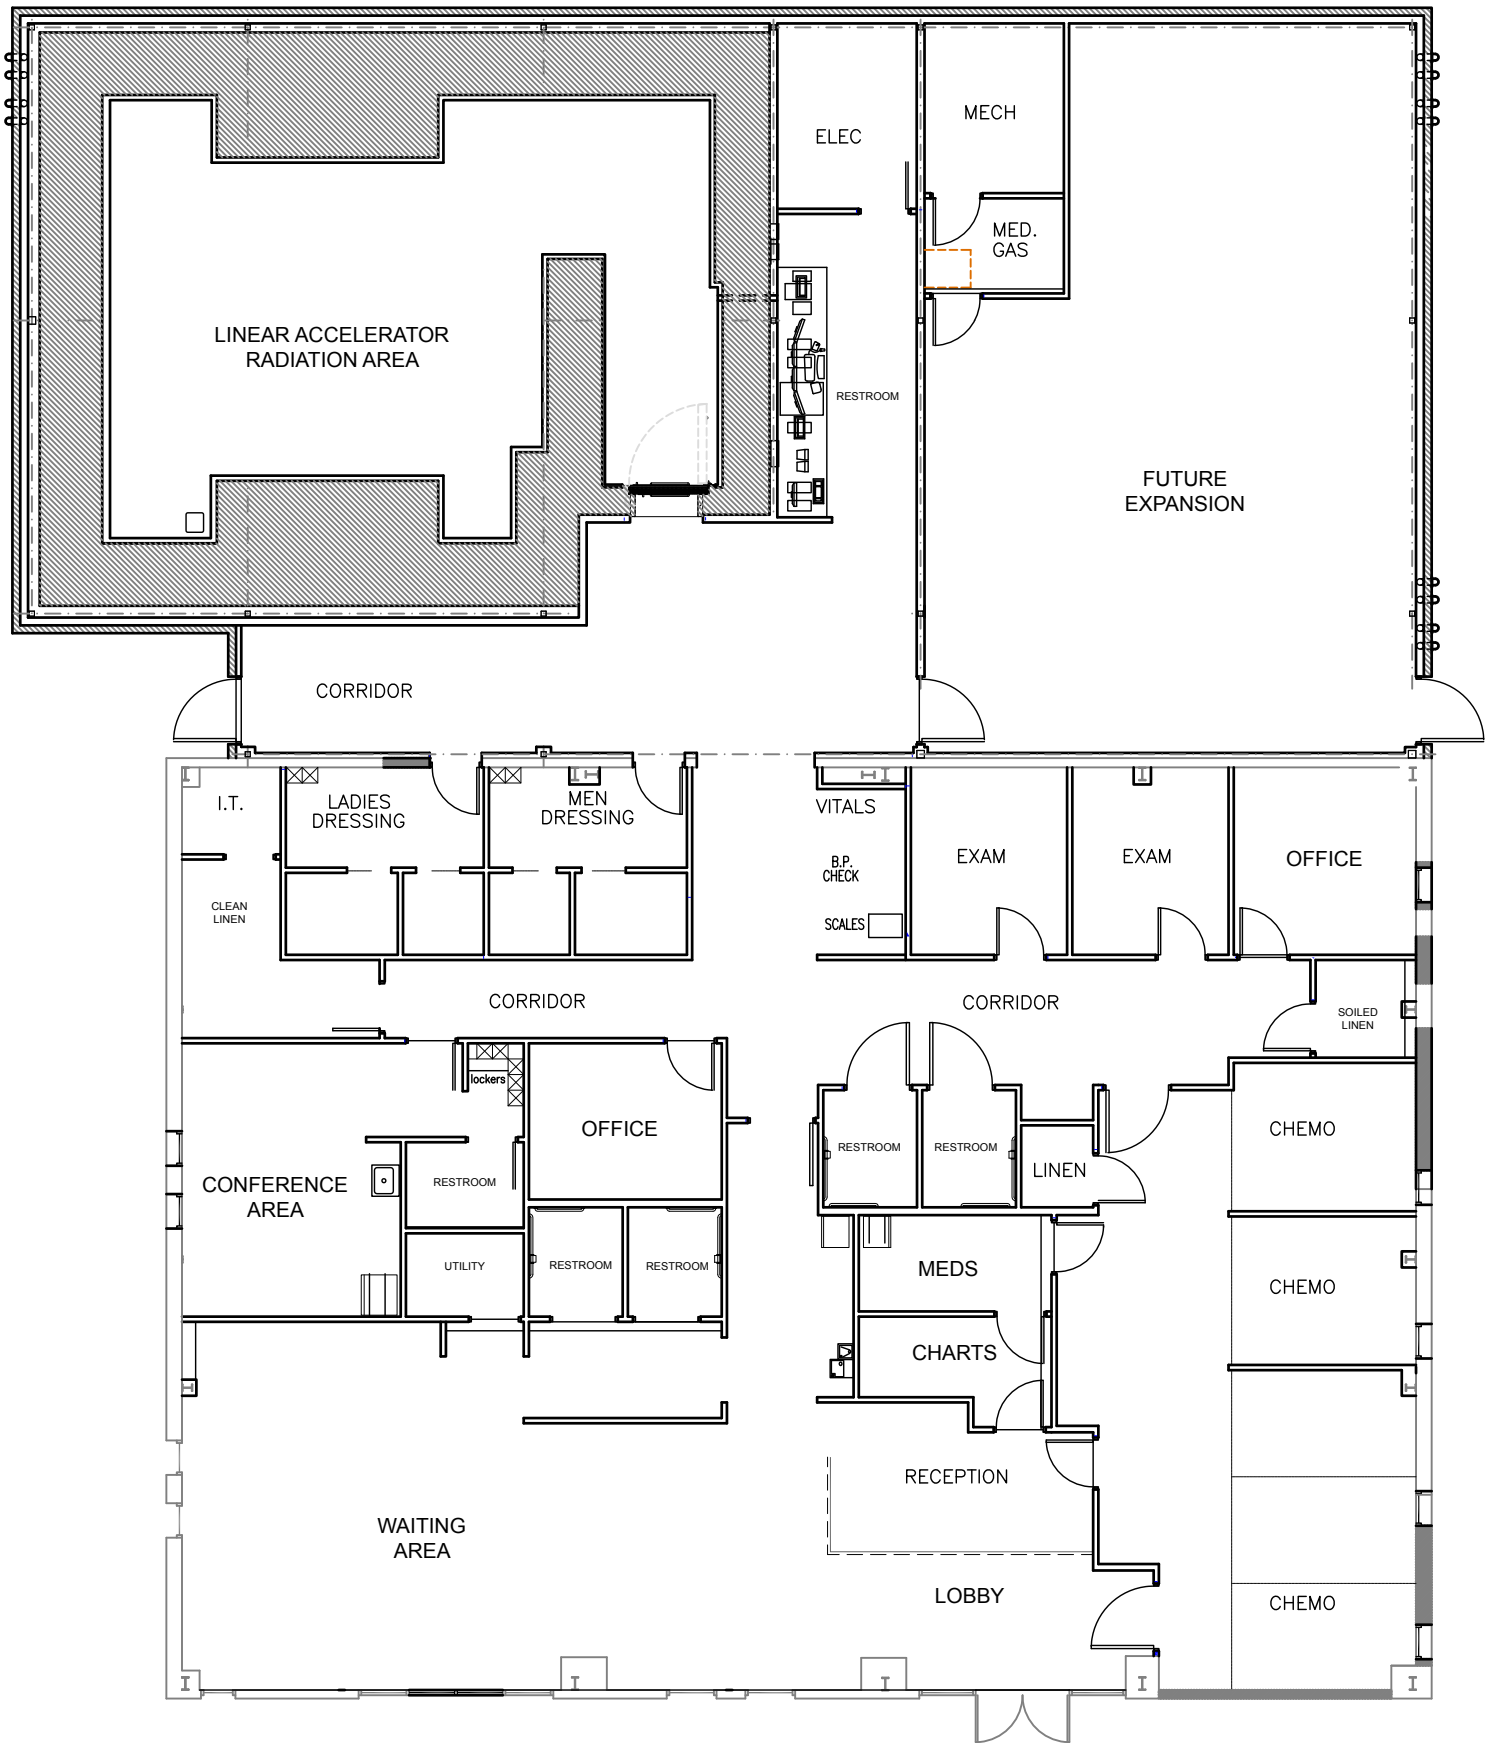 MECH
ELEC
MED.
GAS
LINEAR ACCELERATOR
RADIATION AREA
RESTROOM
FUTURE
EXPANSION
CORRIDOR
I.T.
LADIES
DRESSING
MEN
DRESSING
VITALS
B.P.
CHECK
SCALES
EXAM
EXAM
OFFICE
CLEAN
LINEN
CORRIDOR
CORRIDOR
SOILED
LINEN
lockers
OFFICE
RESTROOM
RESTROOM
LINEN
CHEMO
CONFERENCE
AREA
RESTROOM
UTILITY
RESTROOM
RESTROOM
MEDS
CHEMO
CHARTS
RECEPTION
WAITING
AREA
LOBBY
CHEMO